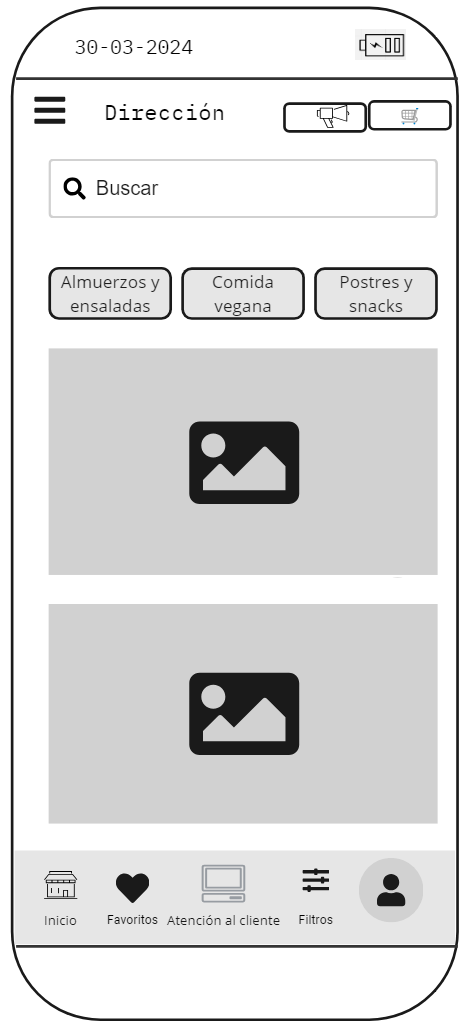 30-03-2024
Dirección
Buscar
Almuerzos y
ensaladas
Comida
vegana
Postres y
snacks
Inicio
Favoritos
Atención al cliente
Filtros